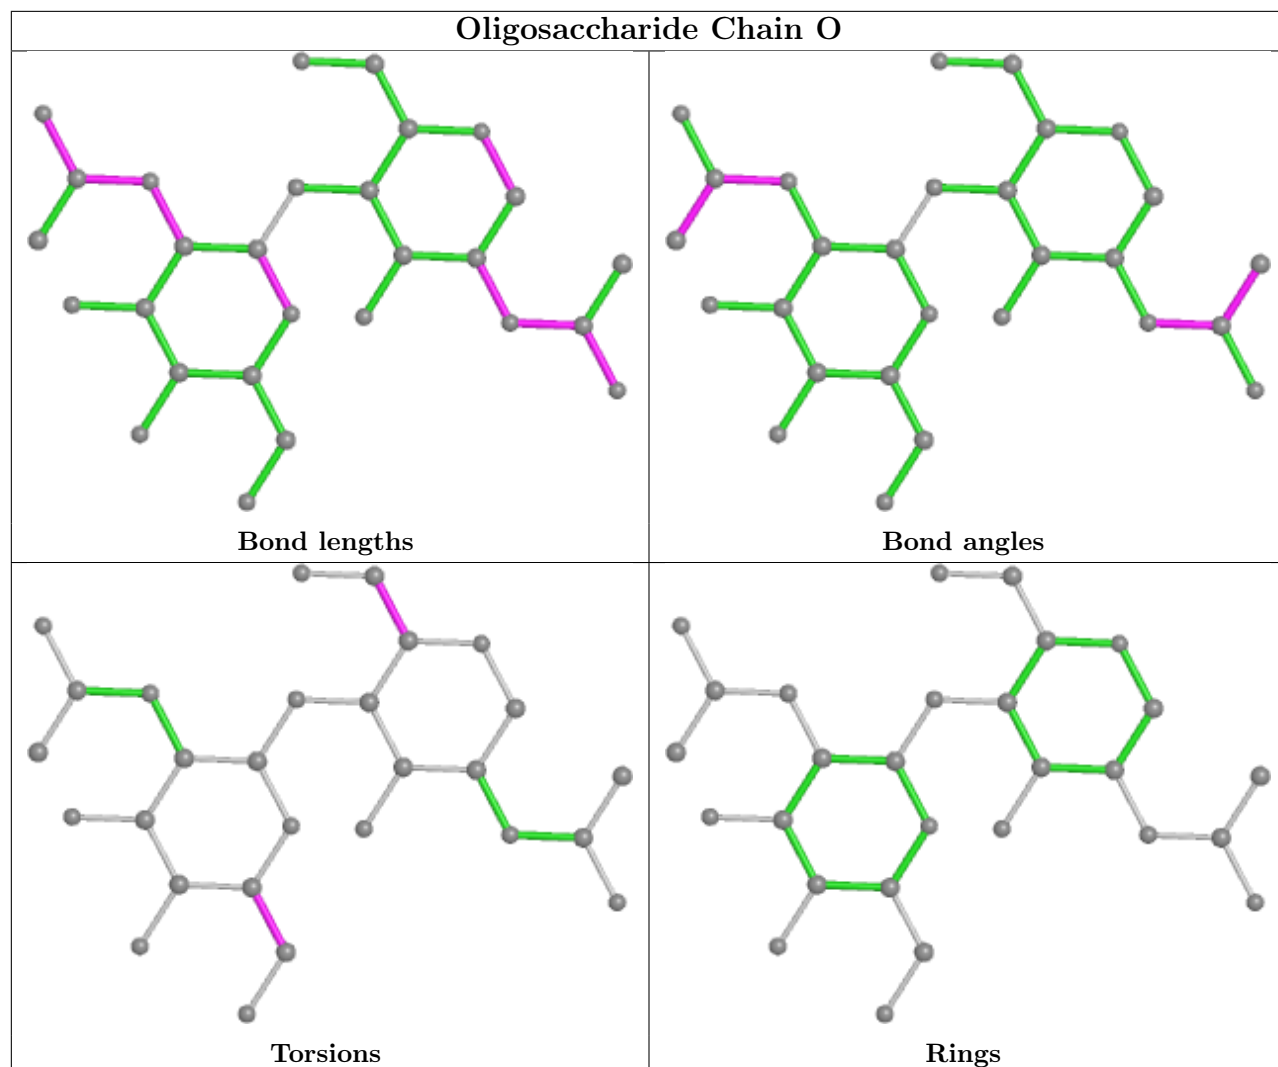 Oligosaccharide Chain O
Bond lengths
Bond angles
Torsions
Rings